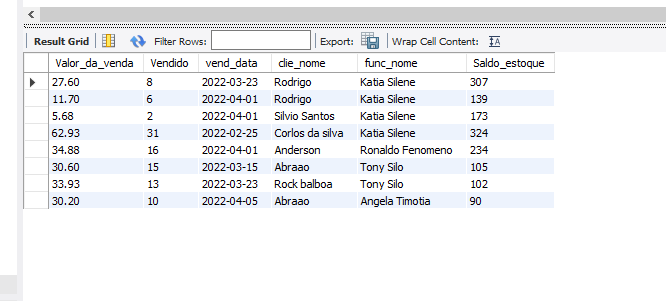 Result Grid Filter Rows: Export: Wrap Cell Content:
Valor_da_venda Vendido vend_data clie_nome func_nome Saldo_estoque
27.60 8 2022-03-23 Rodrigo Katia Silene 307
11.70 6 2022-04-01 Rodrigo Katia Silene 139
5.68 2 2022-04-01 Silvio Santos Katia Silene 173
62.93 31 2022-02-25 Corlos da silva Katia Silene 324
34.88 16 2022-04-01 Anderson Ronaldo Fenomeno 234
30.60 15 2022-03-15 Abraao Tony Silo 105
33.93 13 2022-03-23 Rock balboa Tony Silo 102
30.20 10 2022-04-05 Abraao Angela Timotia 90